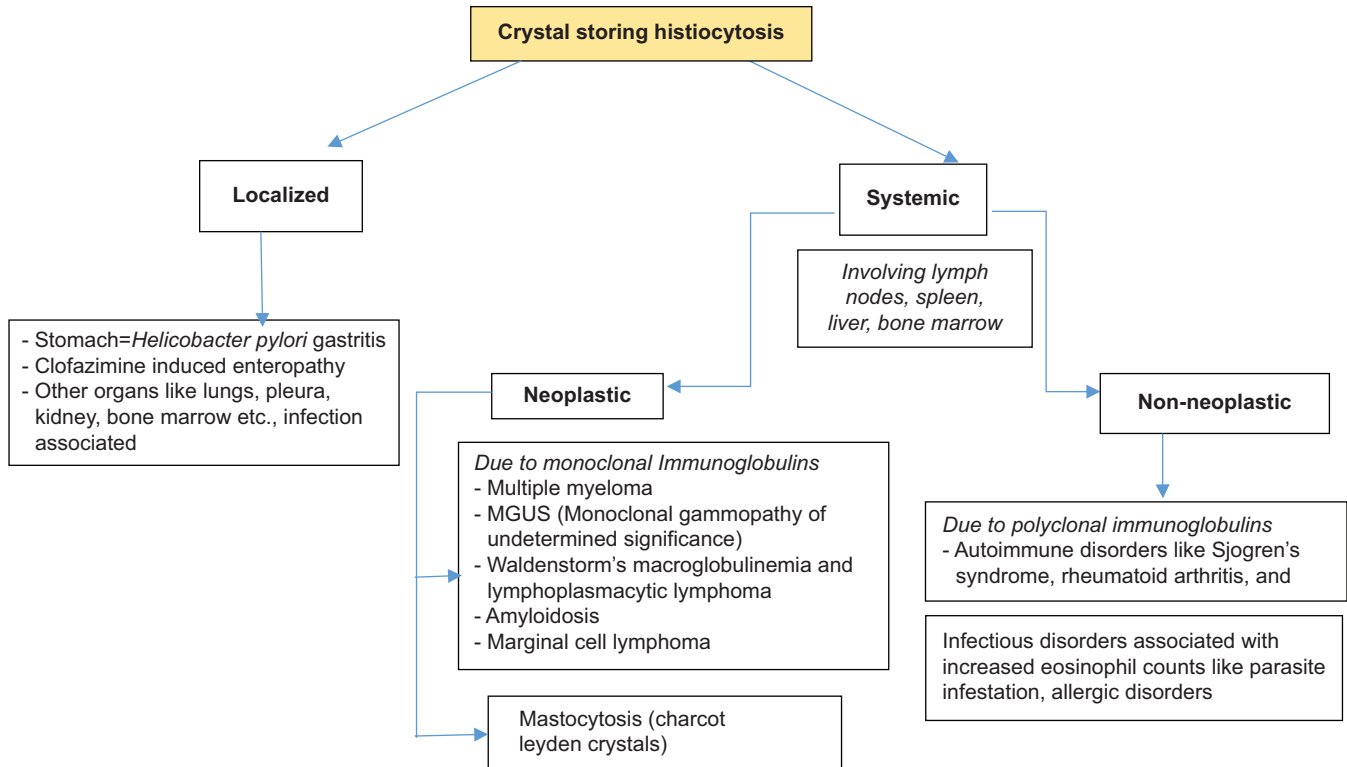 Crystal storing histiocytosis
Localized
Systemic
Involving lymph
nodes, spleen,
liver, bone marrow
- Stomach=Helicobacter pylori gastritis
- Clofazimine induced enteropathy
- Other organs like lungs, pleura,
kidney, bone marrow etc., infection
associated
Neoplastic
Non-neoplastic
Due to monoclonal Immunoglobulins
- Multiple myeloma
- MGUS (Monoclonal gammopathy of
undetermined significance)
- Waldenstorm's macroglobulinemia and
lymphoplasmacytic lymphoma
- Amyloidosis
- Marginal cell lymphoma
Mastocytosis (charcot
leyden crystals)
Due to polyclonal immunoglobulins
- Autoimmune disorders like Sjogren's
syndrome, rheumatoid arthritis, and
Infectious disorders associated with
increased eosinophil counts like parasite
infestation, allergic disorders